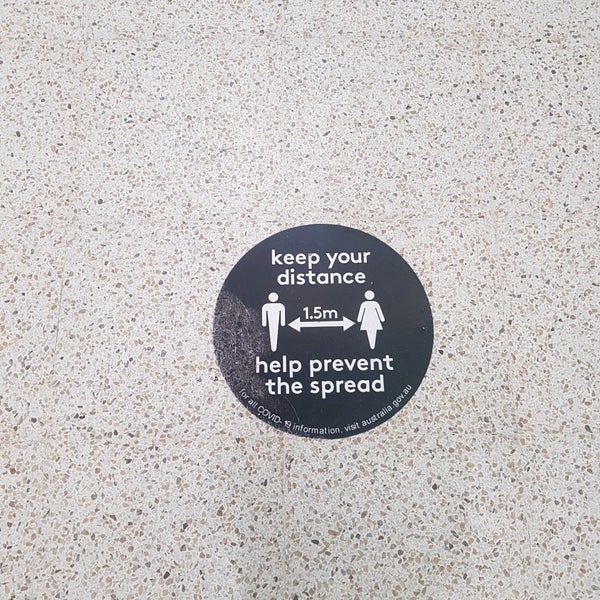 keep your
distance
1.5m
help prevent
the spread
for all COVID-19 information, visit australia.gov.au